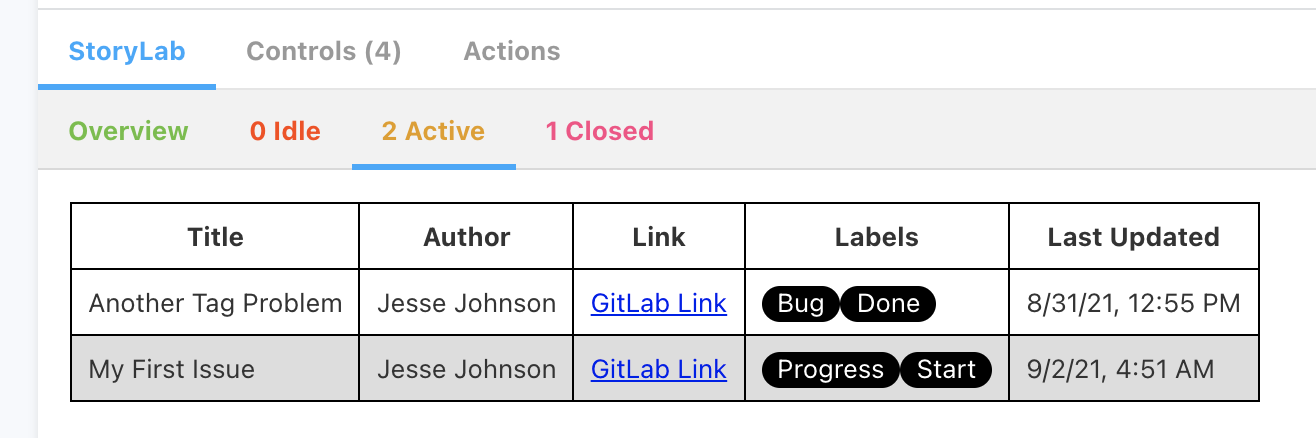 StoryLab Controls (4) Actions
Overview 0 Idle 2 Active 1 Closed
Title Author Link Labels Last Updated
Another Tag Problem Jesse Johnson GitLab Link Bug Done 8/31/21, 12:55 PM
My First Issue Jesse Johnson GitLab Link Progress Start 9/2/21, 4:51 AM